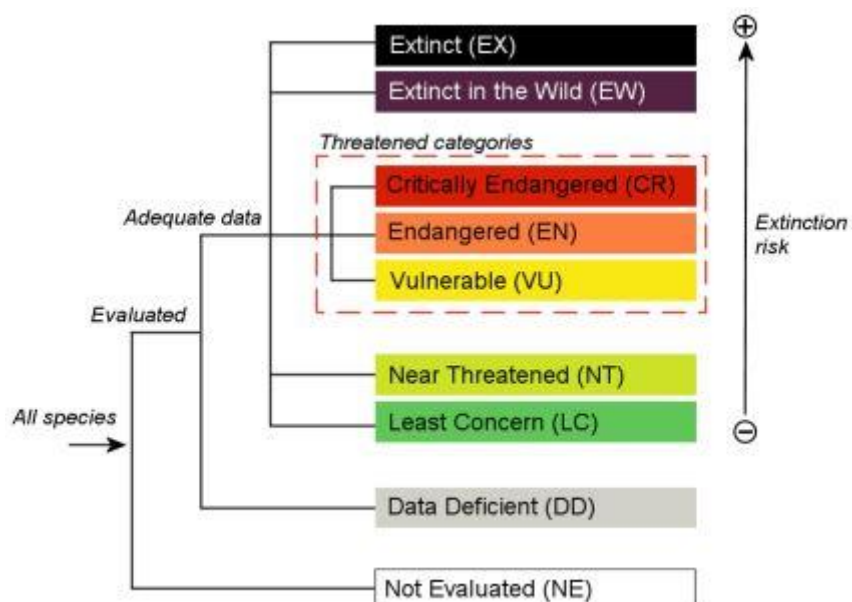 Extinct (EX)
Extinct in the Wild (EW)
Threatened categories
Critically Endangered (CR)
Adequate data
Endangered (EN)
Extinction
risk
Vulnerable (VU)
Evaluated
Near Threatened (NT)
All species
Least Concern (LC)
Data Deficient (DD)
Not Evaluated (NE)